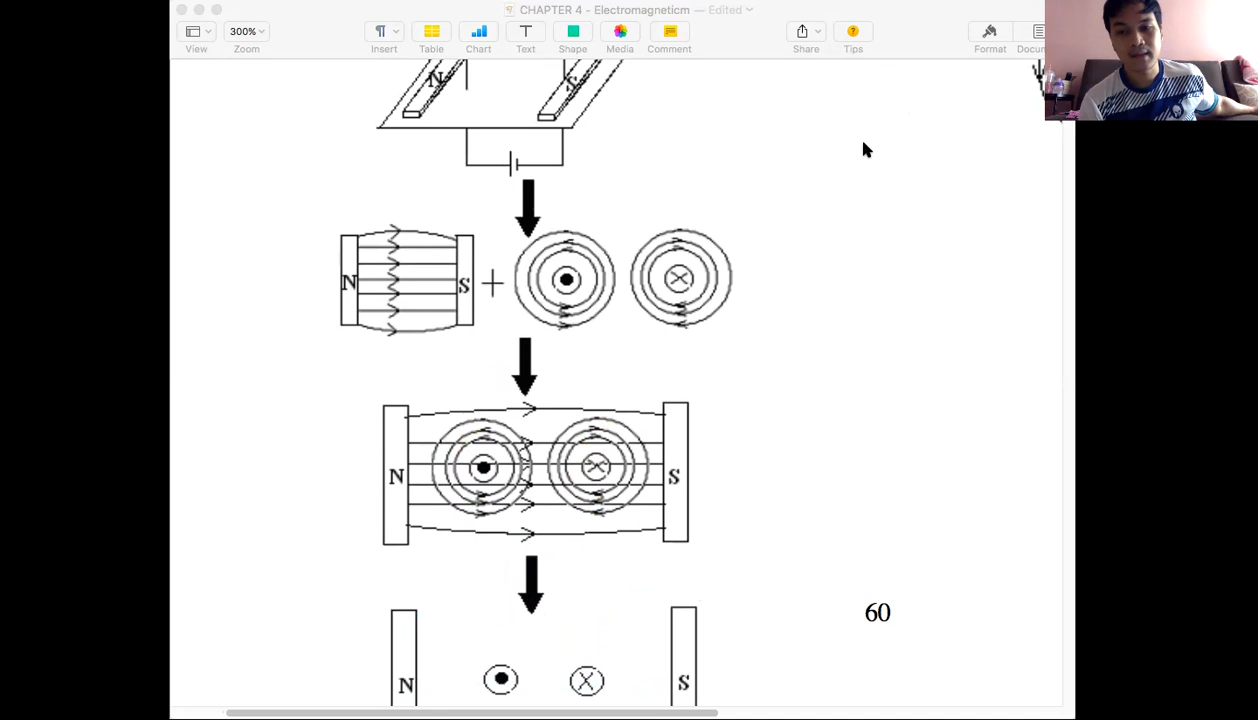 CHAPTER 4 - Electromagneticm — Edited
300%
View
Zoom
Insert
Table
Chart
Text
Shape
Media
Comment
Share
Tips
Format
N
S
N
S
N
S
60
N
S